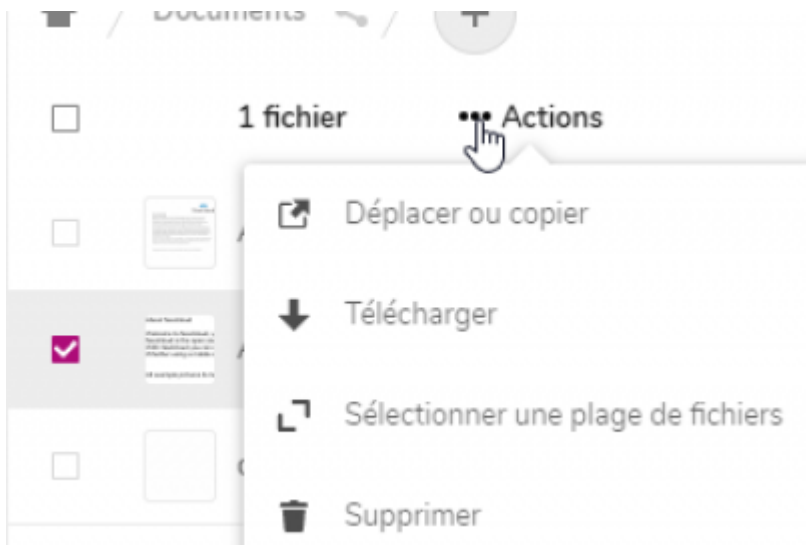 Documents
1 fichier
Actions
Déplacer ou copier
Télécharger
Sélectionner une plage de fichiers
Supprimer